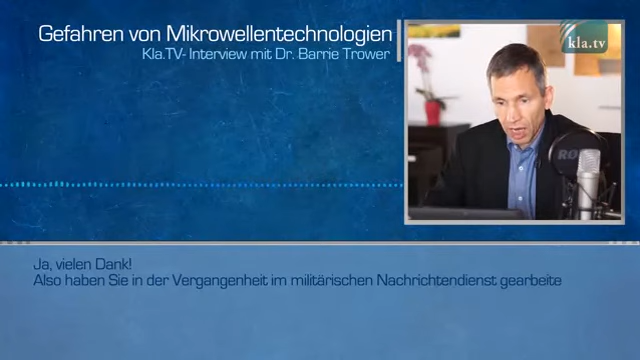 Gefahren von Mikrowellentechnologien
Kla.TV- Interview mit Dr. Barrie Trower
kla.tv
Ja, vielen Dank!
Also haben Sie in der Vergangenheit im militärischen Nachrichtendienst gearbeite